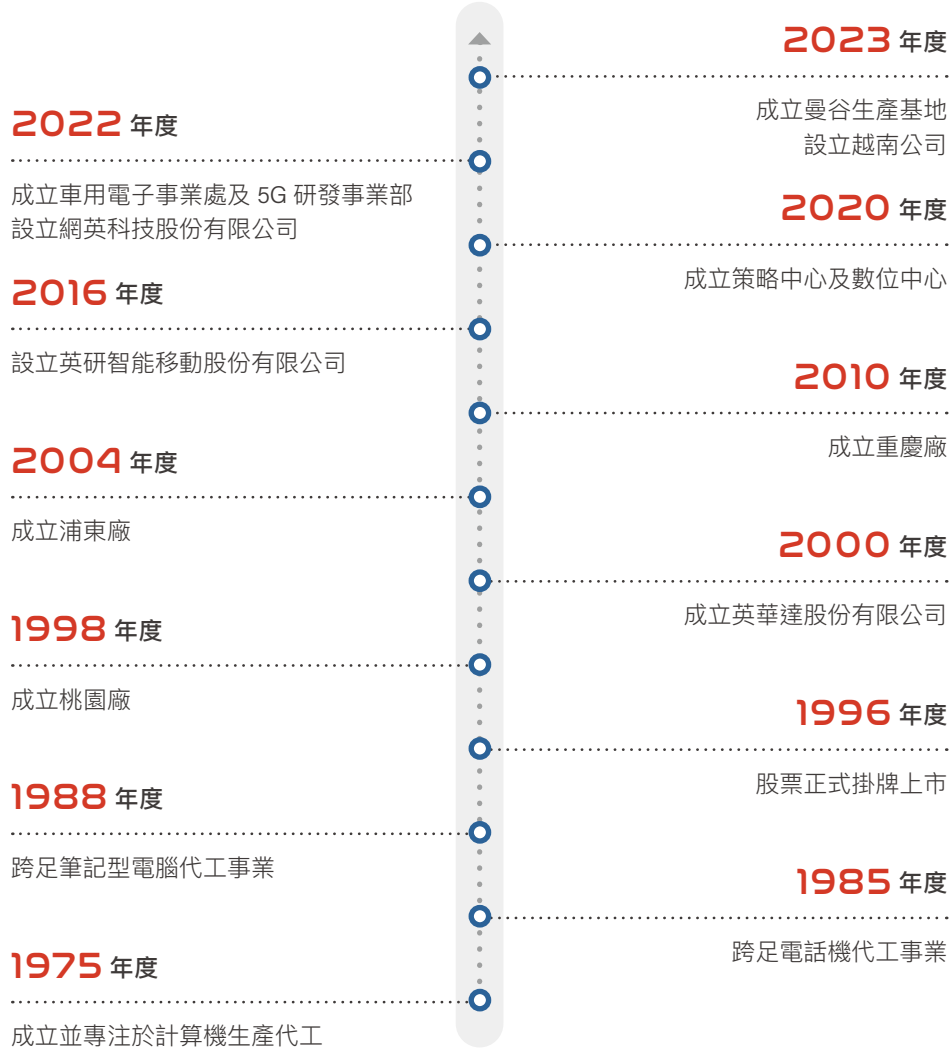 2023 年度
成立曼谷生產基地
設立越南公司
2022 年度
成立車用電子事業處及 5G 研發事業部
設立網英科技股份有限公司
2020 年度
成立策略中心及數位中心
2016 年度
設立英研智能移動股份有限公司
2010 年度
成立重慶廠
2004 年度
成立浦東廠
2000 年度
成立英華達股份有限公司
1998 年度
成立桃園廠
1996 年度
股票正式掛牌上市
1988 年度
跨足筆記型電腦代工事業
1985 年度
跨足電話機代工事業
1975 年度
成立並專注於計算機生產代工